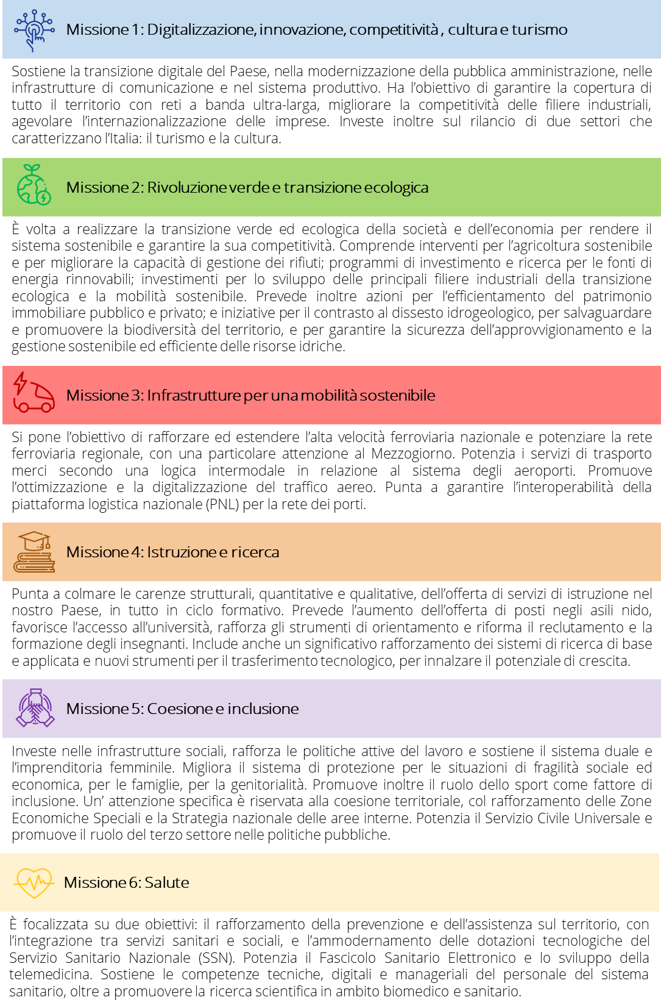 Missione 1: Digitalizzazione, innovazione, competitività , cultura e turismo
Sostiene la transizione digitale del Paese, nella modernizzazione della pubblica amministrazione, nelle
infrastrutture di comunicazione e nel sistema produttivo. Ha l’obiettivo di garantire la copertura di
tutto il territorio con reti a banda ultra-larga, migliorare la competitività delle filiere industriali,
agevolare l’internazionalizzazione delle imprese. Investe inoltre sul rilancio di due settori che
caratterizzano l’Italia: il turismo e la cultura.
Missione 2: Rivoluzione verde e transizione ecologica
È volta a realizzare la transizione verde ed ecologica della società e dell’economia per rendere il
sistema sostenibile e garantire la sua competitività. Comprende interventi per l’agricoltura sostenibile
e per migliorare la capacità di gestione dei rifiuti; programmi di investimento e ricerca per le fonti di
energia rinnovabili; investimenti per lo sviluppo delle principali filiere industriali della transizione
ecologica e la mobilità sostenibile. Prevede inoltre azioni per l’efficientamento del patrimonio
immobiliare pubblico e privato; e iniziative per il contrasto al dissesto idrogeologico, per salvaguardare
e promuovere la biodiversità del territorio, e per garantire la sicurezza dell’approvvigionamento e la
gestione sostenibile ed efficiente delle risorse idriche.
Missione 3: Infrastrutture per una mobilità sostenibile
Si pone l’obiettivo di rafforzare ed estendere l’alta velocità ferroviaria nazionale e potenziare la rete
ferroviaria regionale, con una particolare attenzione al Mezzogiorno. Potenzia i servizi di trasporto
merci secondo una logica intermodale in relazione al sistema degli aeroporti. Promuove
l’ottimizzazione e la digitalizzazione del traffico aereo. Punta a garantire l’interoperabilità della
piattaforma logistica nazionale (PNL) per la rete dei porti.
Missione 4: Istruzione e ricerca
Punta a colmare le carenze strutturali, quantitative e qualitative, dell’offerta di servizi di istruzione nel
nostro Paese, in tutto in ciclo formativo. Prevede l’aumento dell’offerta di posti negli asili nido,
favorisce l’accesso all’università, rafforza gli strumenti di orientamento e riforma il reclutamento e la
formazione degli insegnanti. Include anche un significativo rafforzamento dei sistemi di ricerca di base
e applicata e nuovi strumenti per il trasferimento tecnologico, per innalzare il potenziale di crescita.
Missione 5: Coesione e inclusione
Investe nelle infrastrutture sociali, rafforza le politiche attive del lavoro e sostiene il sistema duale e
l’imprenditoria femminile. Migliora il sistema di protezione per le situazioni di fragilità sociale ed
economica, per le famiglie, per la genitorialità. Promuove inoltre il ruolo dello sport come fattore di
inclusione. Un’ attenzione specifica è riservata alla coesione territoriale, col rafforzamento delle Zone
Economiche Speciali e la Strategia nazionale delle aree interne. Potenzia il Servizio Civile Universale e
promuove il ruolo del terzo settore nelle politiche pubbliche.
Missione 6: Salute
È focalizzata su due obiettivi: il rafforzamento della prevenzione e dell’assistenza sul territorio, con
l’integrazione tra servizi sanitari e sociali, e l’ammodernamento delle dotazioni tecnologiche del
Servizio Sanitario Nazionale (SSN). Potenzia il Fascicolo Sanitario Elettronico e lo sviluppo della
telemedicina. Sostiene le competenze tecniche, digitali e manageriali del personale del sistema
sanitario, oltre a promuovere la ricerca scientifica in ambito biomedico e sanitario.